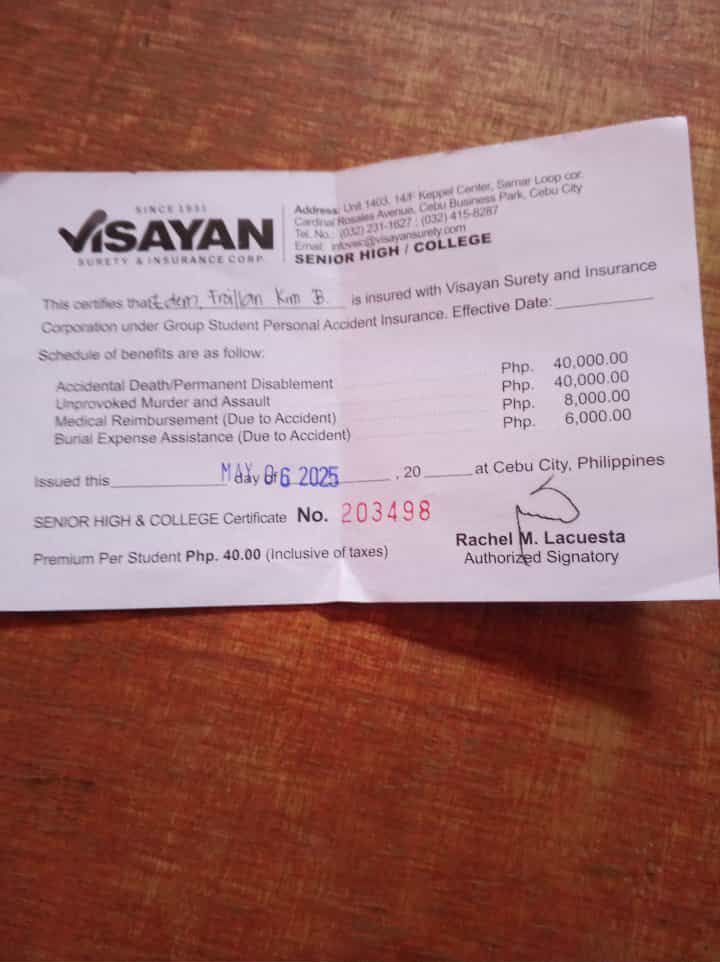 SINCE 1931
VISAYAN
SURETY & INSURANCE CORP.
Address: Unit 1403, 14/F Keppel Center, Samar Loop cor.
Cardinal Rosales Avenue, Cebu Business Park, Cebu City
Tel. No.: (032) 231-1627 ; (032) 415-8287
Email: @visayansurety.com
SENIOR HIGH / COLLEGE
This certifies that Edem, Froilan Kim B. is insured with Visayan Surety and Insurance
Corporation under Group Student Personal Accident Insurance. Effective Date:
Schedule of benefits are as follow:
Accidental Death/Permanent Disablement Php. 40,000.00
Unprovoked Murder and Assault Php. 40,000.00
Medical Reimbursement (Due to Accident) Php. 8,000.00
Burial Expense Assistance (Due to Accident) Php. 6,000.00
Issued this MAY 06 2025 day of , 20 at Cebu City, Philippines
SENIOR HIGH & COLLEGE Certificate No. 203498
Premium Per Student Php. 40.00 (Inclusive of taxes)
Rachel M. Lacuesta
Authorized Signatory